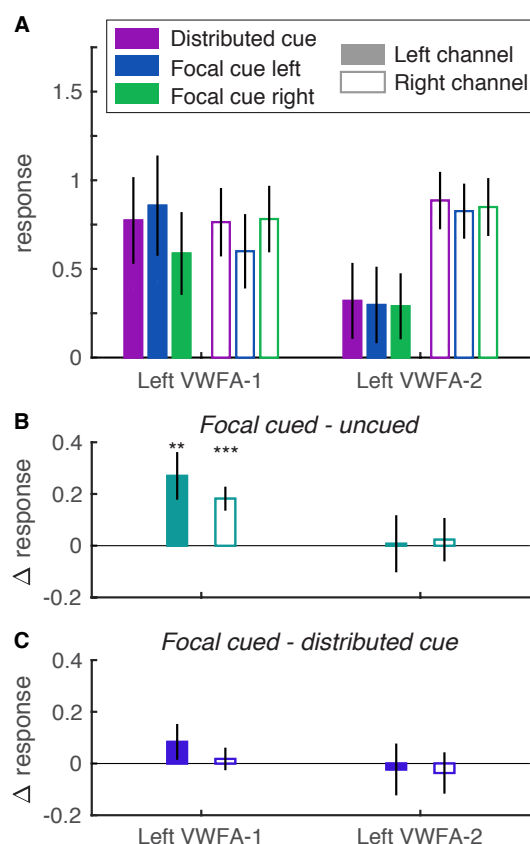 A
Distributed cue
Focal cue left
Focal cue right
Left channel
Right channel
response
1.5
1
0.5
0
Left VWFA-1
Left VWFA-2
B
Focal cued - uncued
** ***
Δ response
0.4
0.2
0
-0.2
C
Focal cued - distributed cue
Δ response
0.4
0.2
0
-0.2
Left VWFA-1
Left VWFA-2